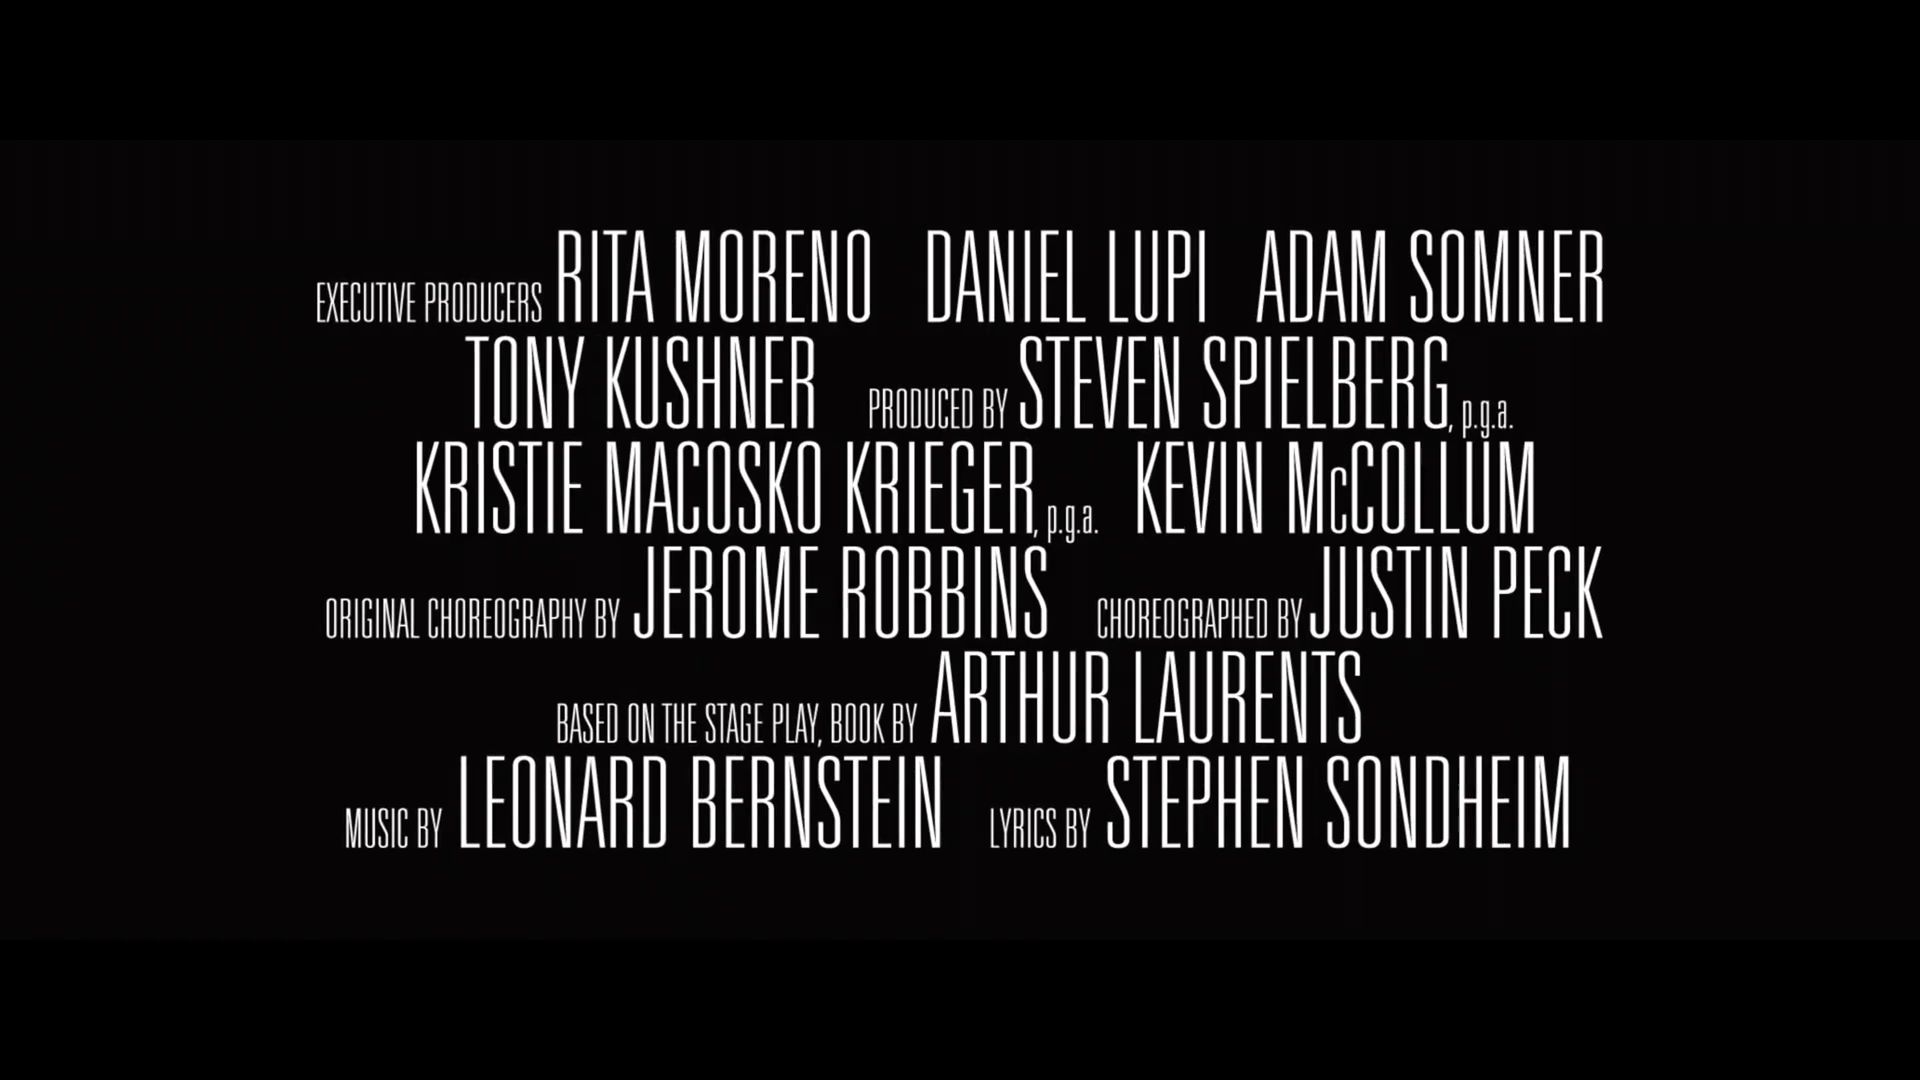 EXECUTIVE PRODUCERS RITA MORENO DANIEL LUPI ADAM SOMNER
TONY KUSHNER PRODUCED BY STEVEN SPIELBERG, p.g.a.
KRISTIE MACOSKO KRIEGER, p.g.a. KEVIN McCOLLUM
ORIGINAL CHOREOGRAPHY BY JEROME ROBBINS CHOREOGRAPHED BY JUSTIN PECK
BASED ON THE STAGE PLAY, BOOK BY ARTHUR LAURENTS
MUSIC BY LEONARD BERNSTEIN LYRICS BY STEPHEN SONDHEIM